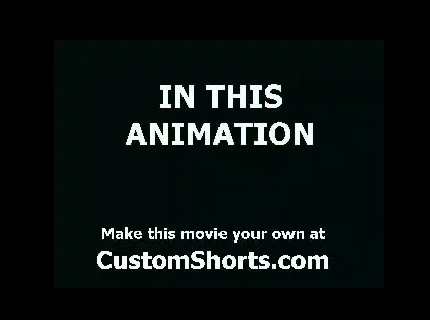 IN THIS
ANIMATION
Make this movie your own at
CustomShorts.com